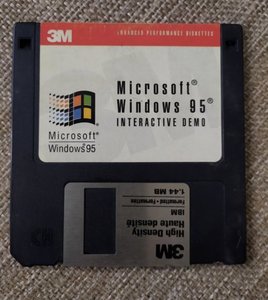 3M ENHANCED PERFORMANCE DISKETTES
Microsoft®
Windows 95®
INTERACTIVE DEMO
Microsoft®
Windows95
3M
High Density
Haute densité
1.44 MB
Formatted • Formattée
IBM